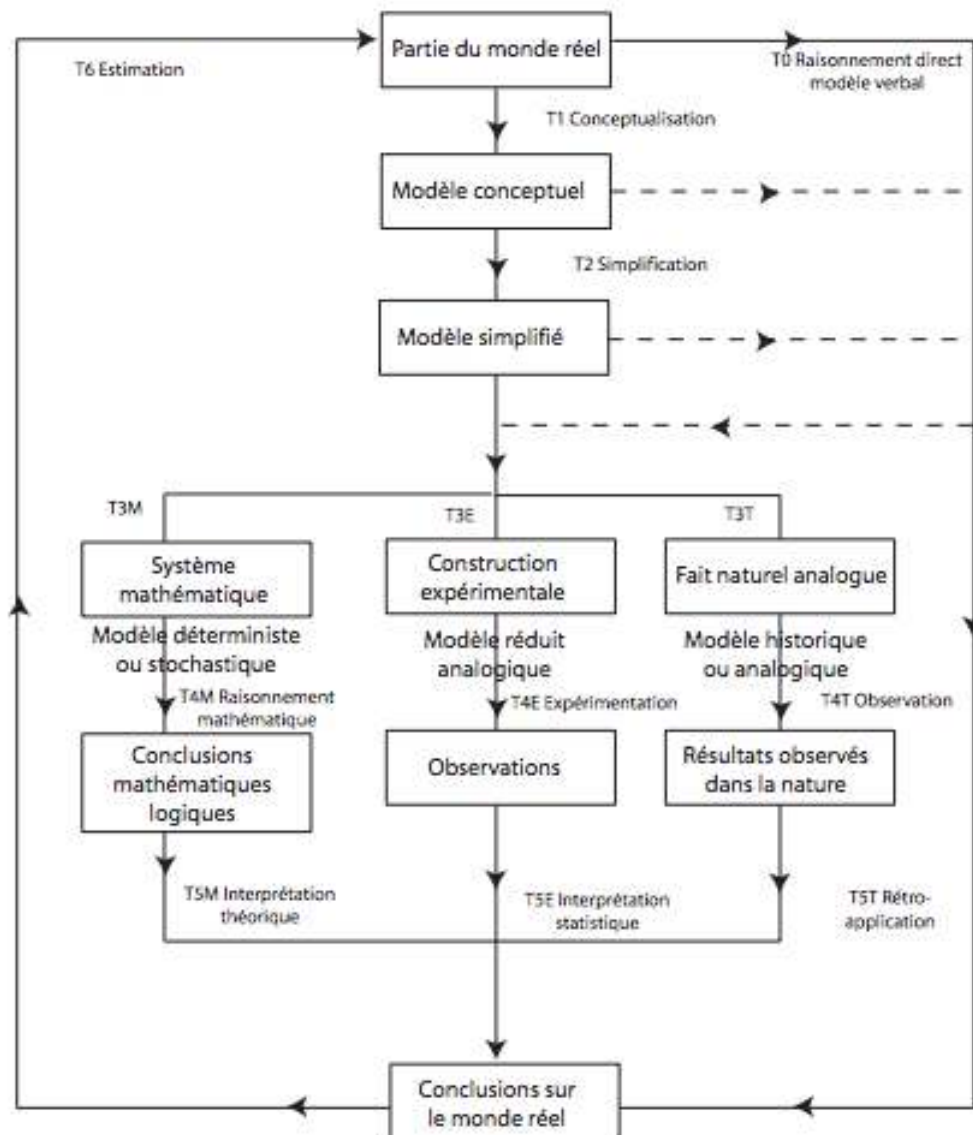 Partie du monde réel
T6 Estimation
T0 Raisonnement direct
modèle verbal
T1 Conceptualisation
Modèle conceptuel
T2 Simplification
Modèle simplifié
T3M
T3E
T3T
Système
mathématique
Construction
expérimentale
Fait naturel analogue
Modèle déterministe
ou stochastique
Modèle réduit
analogique
Modèle historique
ou analogique
T4M Raisonnement
mathématique
T4E Expérimentation
T4T Observation
Conclusions
mathématiques
logiques
Observations
Résultats observés
dans la nature
T5M Interprétation
théorique
T5E Interprétation
statistique
T5T Rétro-
application
Conclusions sur
le monde réel